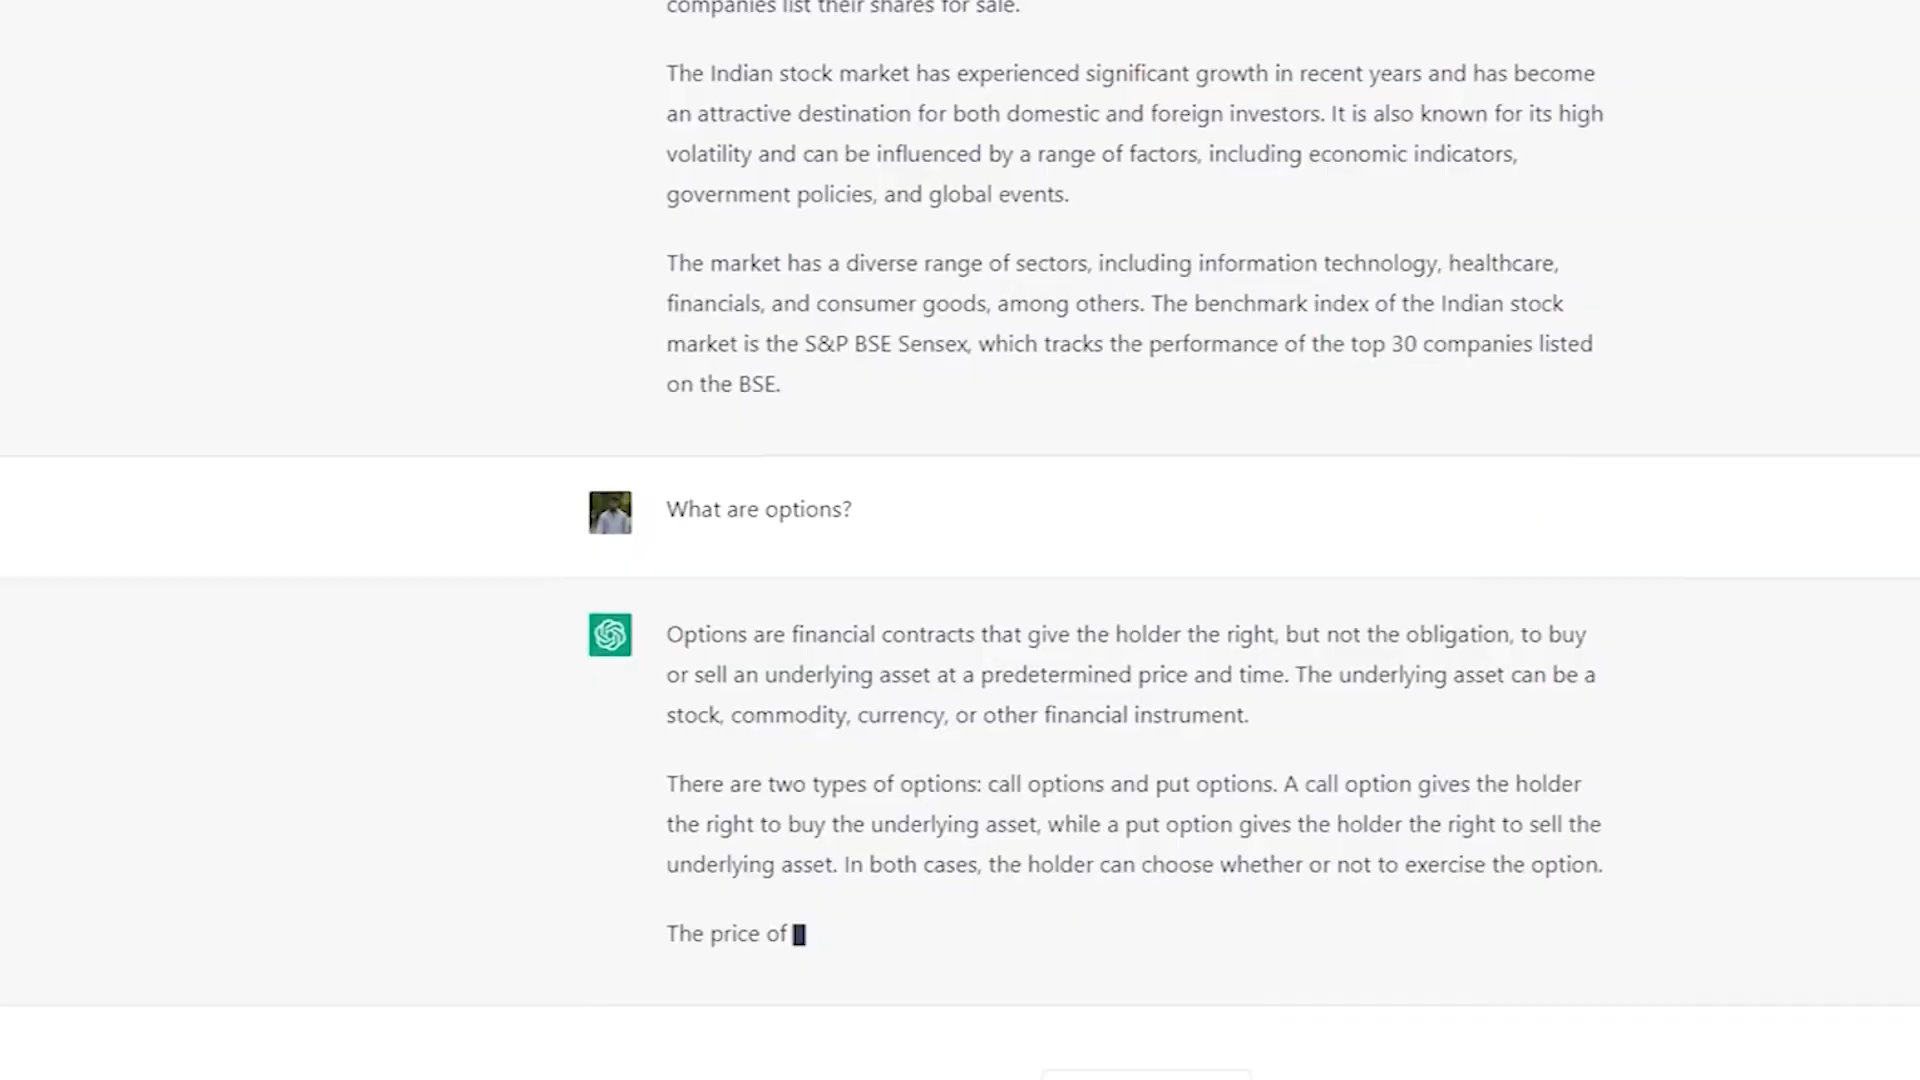 companies list their shares for sale.
The Indian stock market has experienced significant growth in recent years and has become
an attractive destination for both domestic and foreign investors. It is also known for its high
volatility and can be influenced by a range of factors, including economic indicators,
government policies, and global events.
The market has a diverse range of sectors, including information technology, healthcare,
financials, and consumer goods, among others. The benchmark index of the Indian stock
market is the S&P BSE Sensex, which tracks the performance of the top 30 companies listed
on the BSE.
What are options?
Options are financial contracts that give the holder the right, but not the obligation, to buy
or sell an underlying asset at a predetermined price and time. The underlying asset can be a
stock, commodity, currency, or other financial instrument.
There are two types of options: call options and put options. A call option gives the holder
the right to buy the underlying asset, while a put option gives the holder the right to sell the
underlying asset. In both cases, the holder can choose whether or not to exercise the option.
The price of